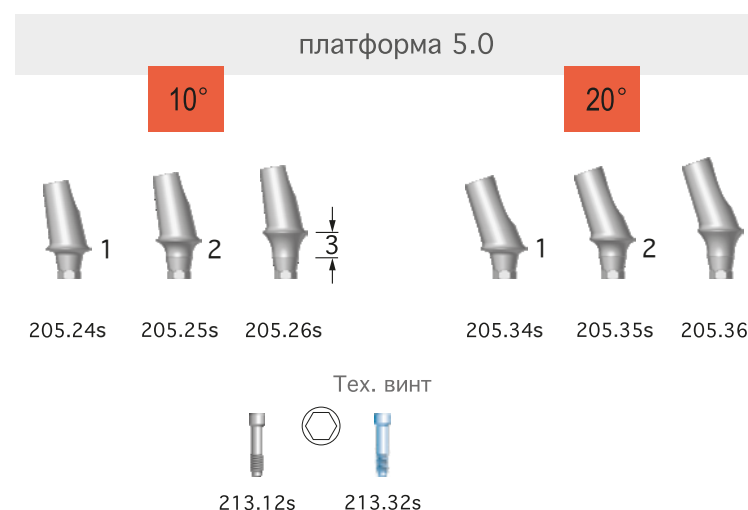 платформа 5.0
10° 20°
1 2 3 1 2
205.24s 205.25s 205.26s 205.34s 205.35s 205.36
Тех. винт
213.12s 213.32s